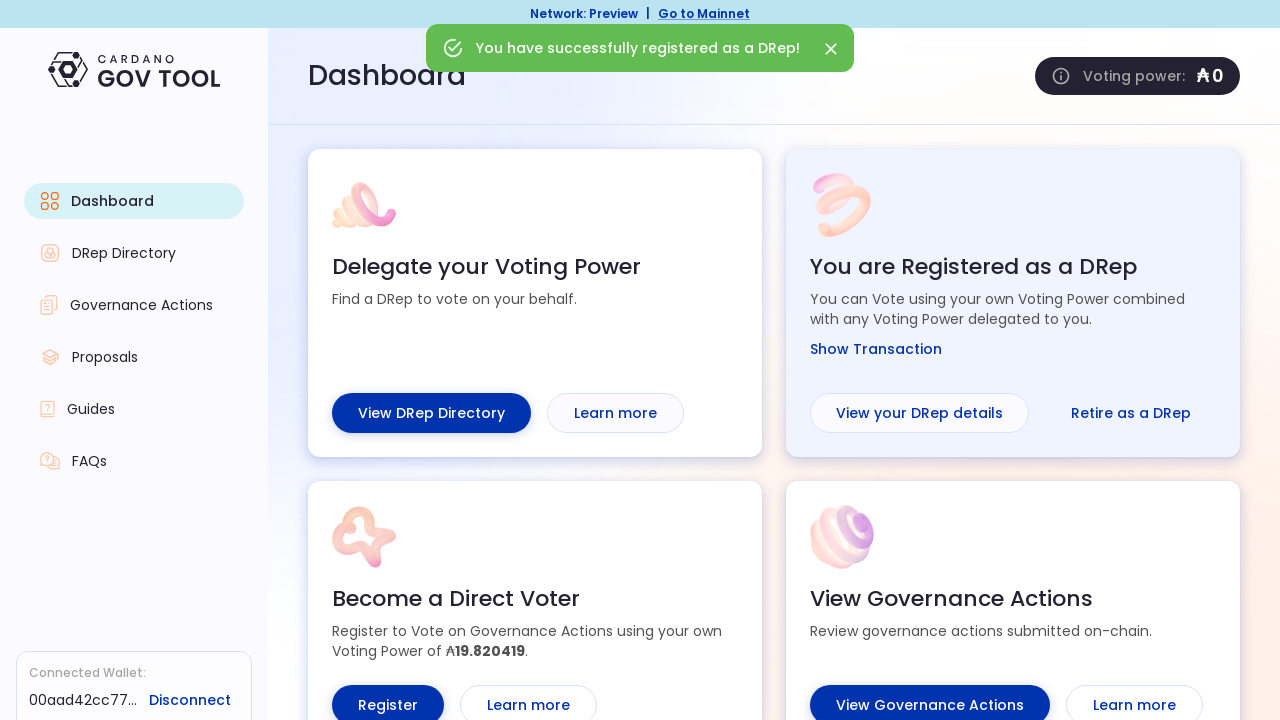 Network: Preview | Go to Mainnet
You have successfully registered as a DRep!
CARDANO
GOV TOOL
Dashboard
Voting power: ₳ 0
Dashboard
DRep Directory
Governance Actions
Proposals
Guides
FAQs
Connected Wallet:
00aad42cc77... Disconnect
Delegate your Voting Power
Find a DRep to vote on your behalf.
View DRep Directory Learn more
You are Registered as a DRep
You can Vote using your own Voting Power combined
with any Voting Power delegated to you.
Show Transaction
View your DRep details Retire as a DRep
Become a Direct Voter
Register to Vote on Governance Actions using your own
Voting Power of ₳19.820419.
Register Learn more
View Governance Actions
Review governance actions submitted on-chain.
View Governance Actions Learn more